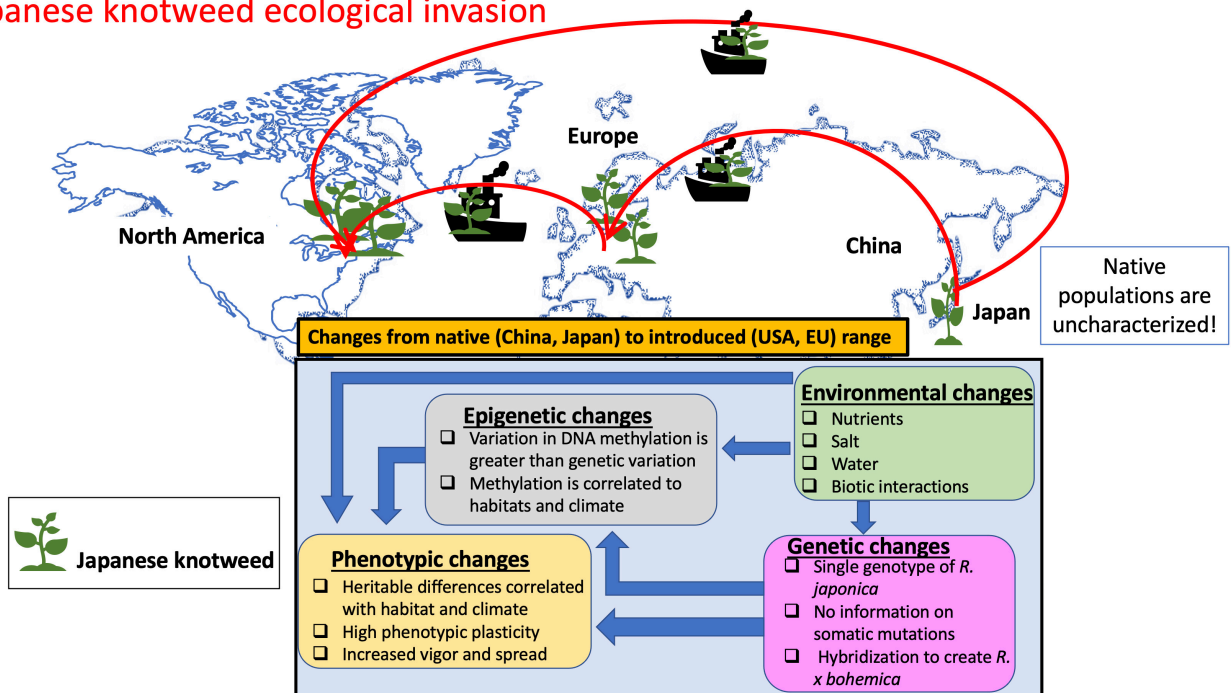 panese knotweed ecological invasion
Europe
North America
China
Japan
Native
populations are
uncharacterized!
Changes from native (China, Japan) to introduced (USA, EU) range
Environmental changes
Nutrients
Salt
Water
Biotic interactions
Epigenetic changes
Variation in DNA methylation is
greater than genetic variation
Methylation is correlated to
habitats and climate
Japanese knotweed
Phenotypic changes
Heritable differences correlated
with habitat and climate
High phenotypic plasticity
Increased vigor and spread
Genetic changes
Single genotype of R.
japonica
No information on
somatic mutations
Hybridization to create R.
x bohemica